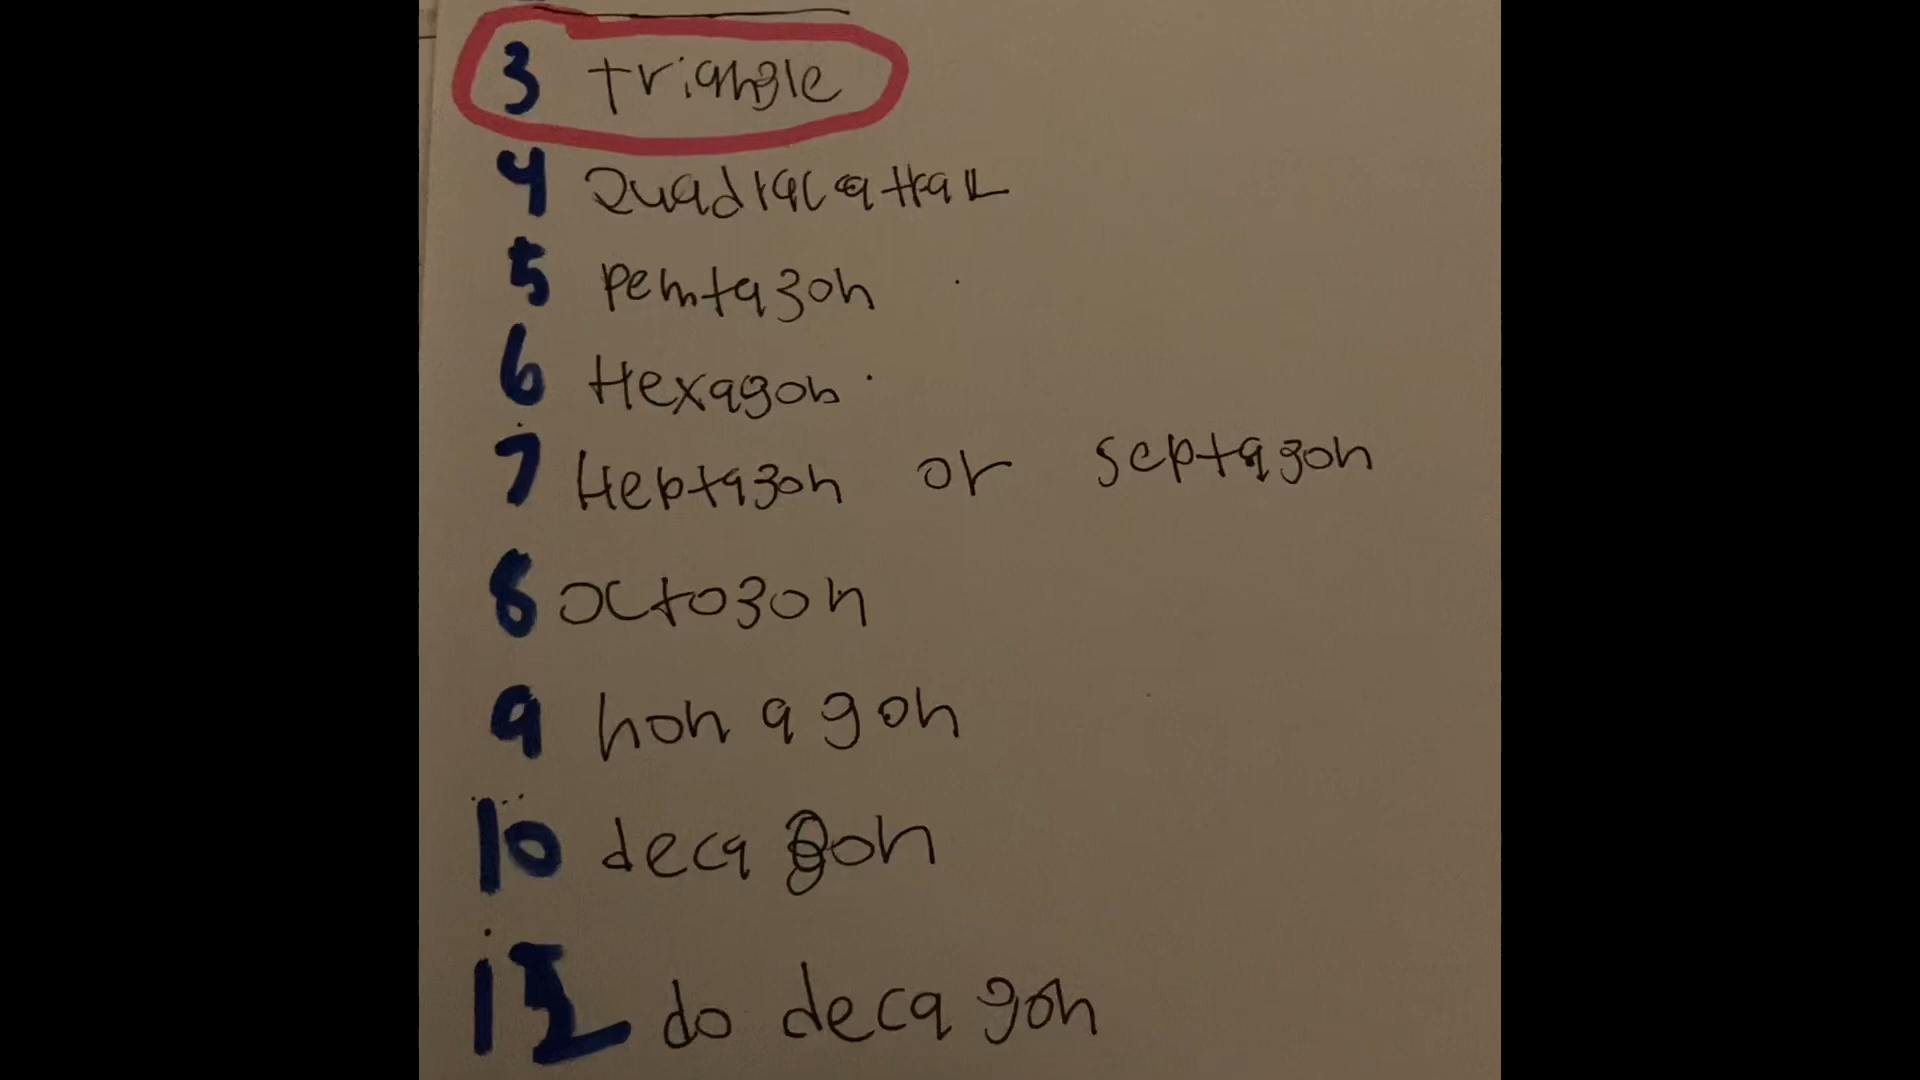 3 triangle
4 Quadracatral
5 pentagon
6 Hexagon
7 Heptagon or septagon
8 octogon
9 nonagon
10 decagon
12 do decagon